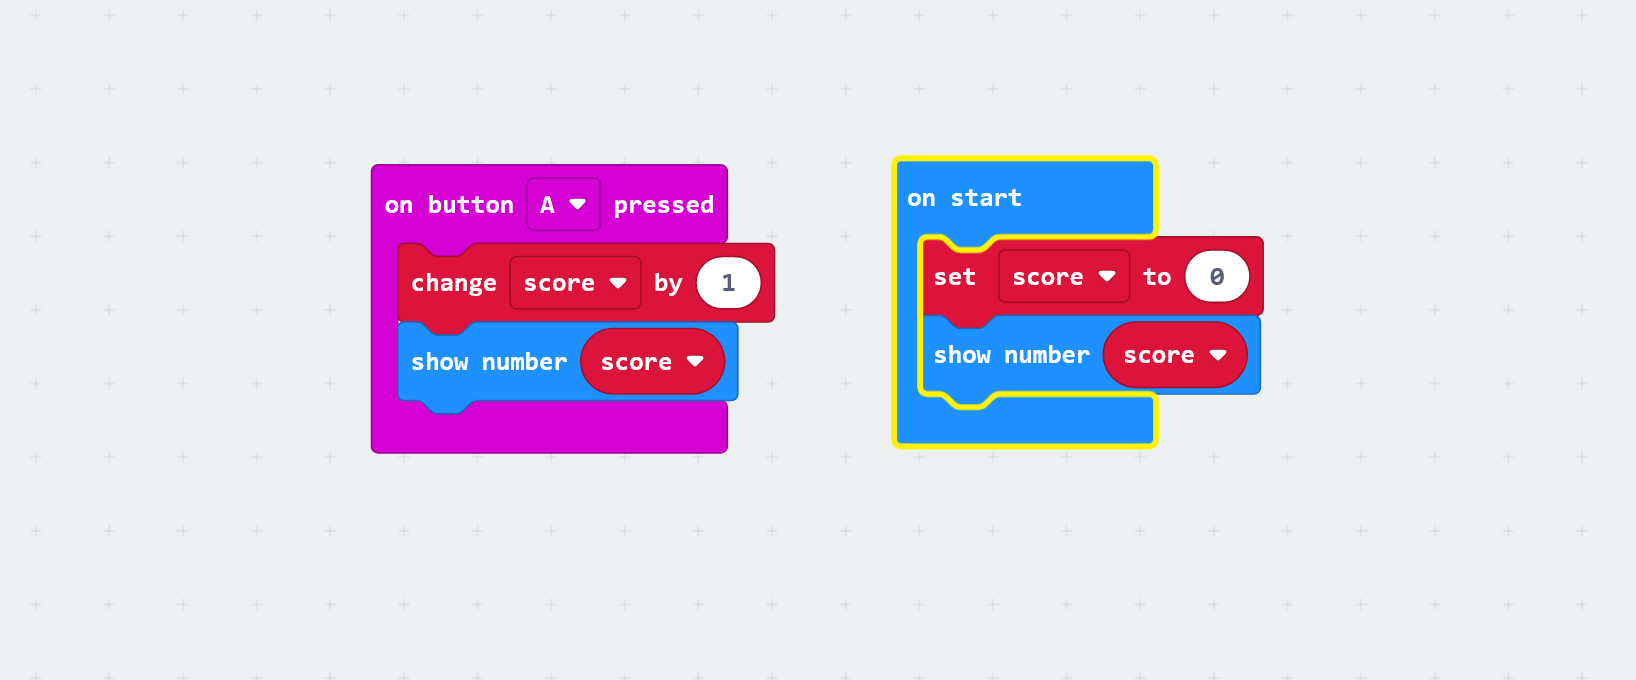 on button A pressed
change score by 1
show number score
on start
set score to 0
show number score